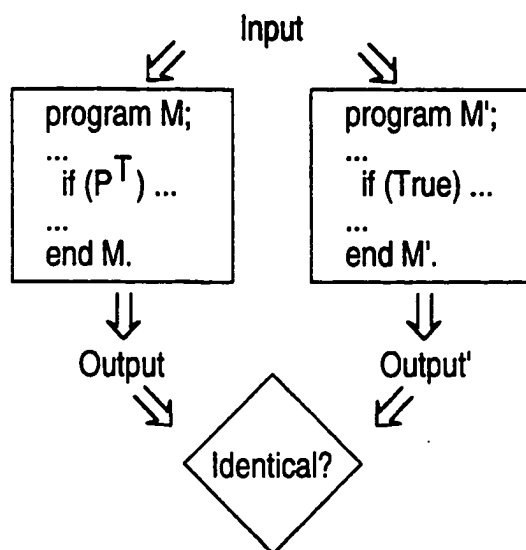 Input
program M;
...
if (P^T) ...
...
end M.
program M';
...
if (True) ...
...
end M'.
Output
Output'
Identical?